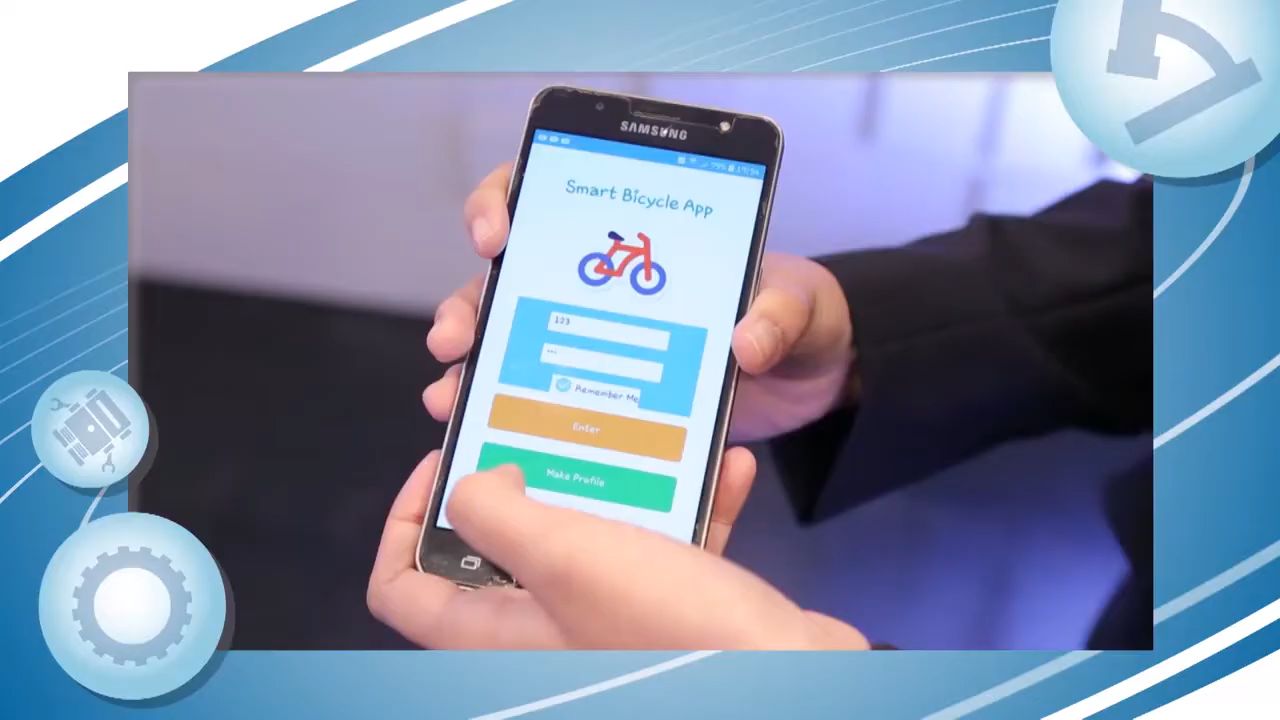 SAMSUNG
Smart Bicycle App
123
Remember Me
Enter
Make Profile